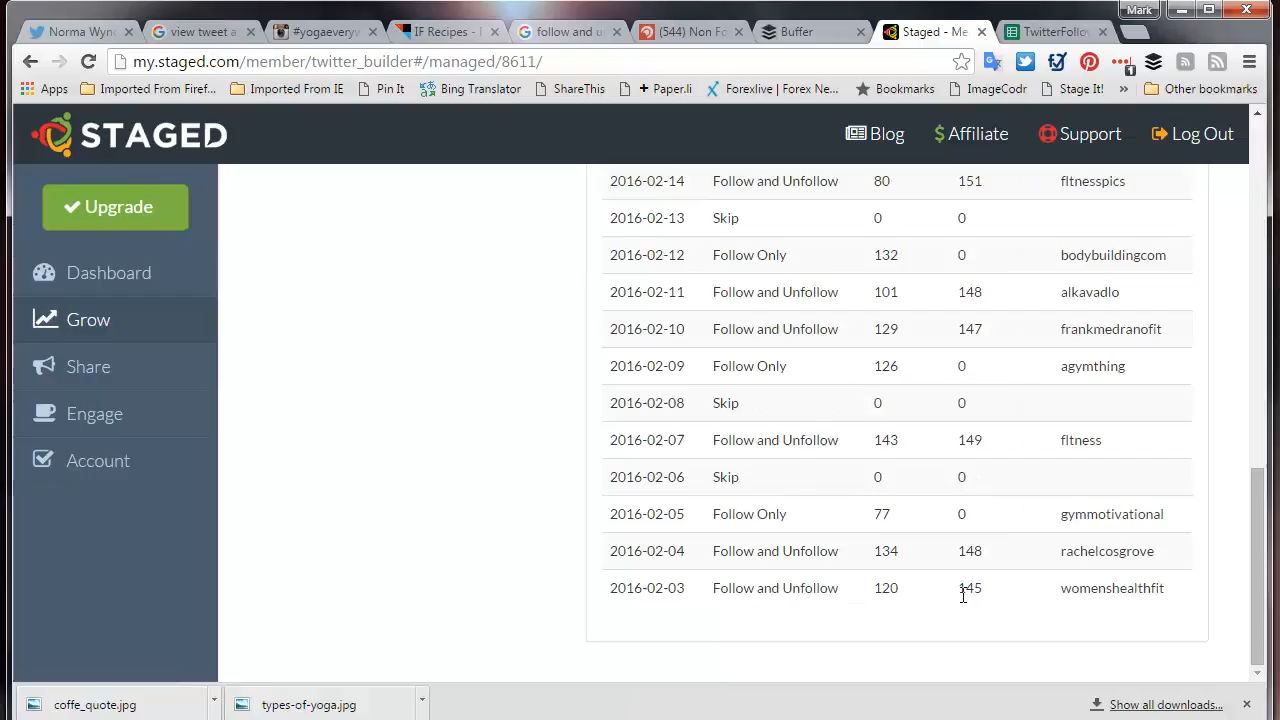 Mark
Norma Wyn
view tweet a
#yogaevery
IF Recipes -
follow and u
(544) Non Fo
Buffer
Staged - Me
TwitterFollo
my.staged.com/member/twitter_builder#/managed/8611/
Apps Imported From Firef... Imported From IE Pin It Bing Translator ShareThis + Paper.li Forexlive | Forex Ne... Bookmarks ImageCodr Stage It! » Other bookmarks
STAGED
Blog $ Affiliate Support Log Out
Upgrade
Dashboard
Grow
Share
Engage
Account
2016-02-14 Follow and Unfollow 80 151 fltnesspics
2016-02-13 Skip 0 0
2016-02-12 Follow Only 132 0 bodybuildingcom
2016-02-11 Follow and Unfollow 101 148 alkavadlo
2016-02-10 Follow and Unfollow 129 147 frankmedranofit
2016-02-09 Follow Only 126 0 agymthing
2016-02-08 Skip 0 0
2016-02-07 Follow and Unfollow 143 149 fltness
2016-02-06 Skip 0 0
2016-02-05 Follow Only 77 0 gymmotivational
2016-02-04 Follow and Unfollow 134 148 rachelcosgrove
2016-02-03 Follow and Unfollow 120 145 womenshealthfit
coffe_quote.jpg
types-of-yoga.jpg
Show all downloads...